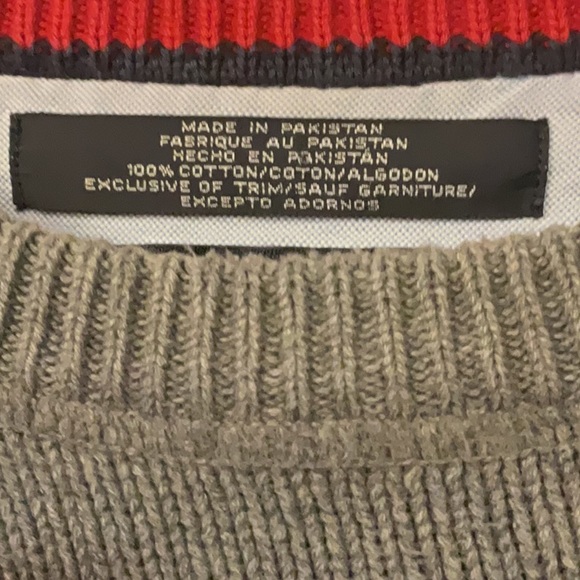 MADE IN PAKISTAN
FABRIQUE AU PAKISTAN
HECHO EN PAKISTÁN
100% COTTON/COTON/ALGODON
EXCLUSIVE OF TRIM/SAUF GARNITURE/
EXCEPTO ADORNOS